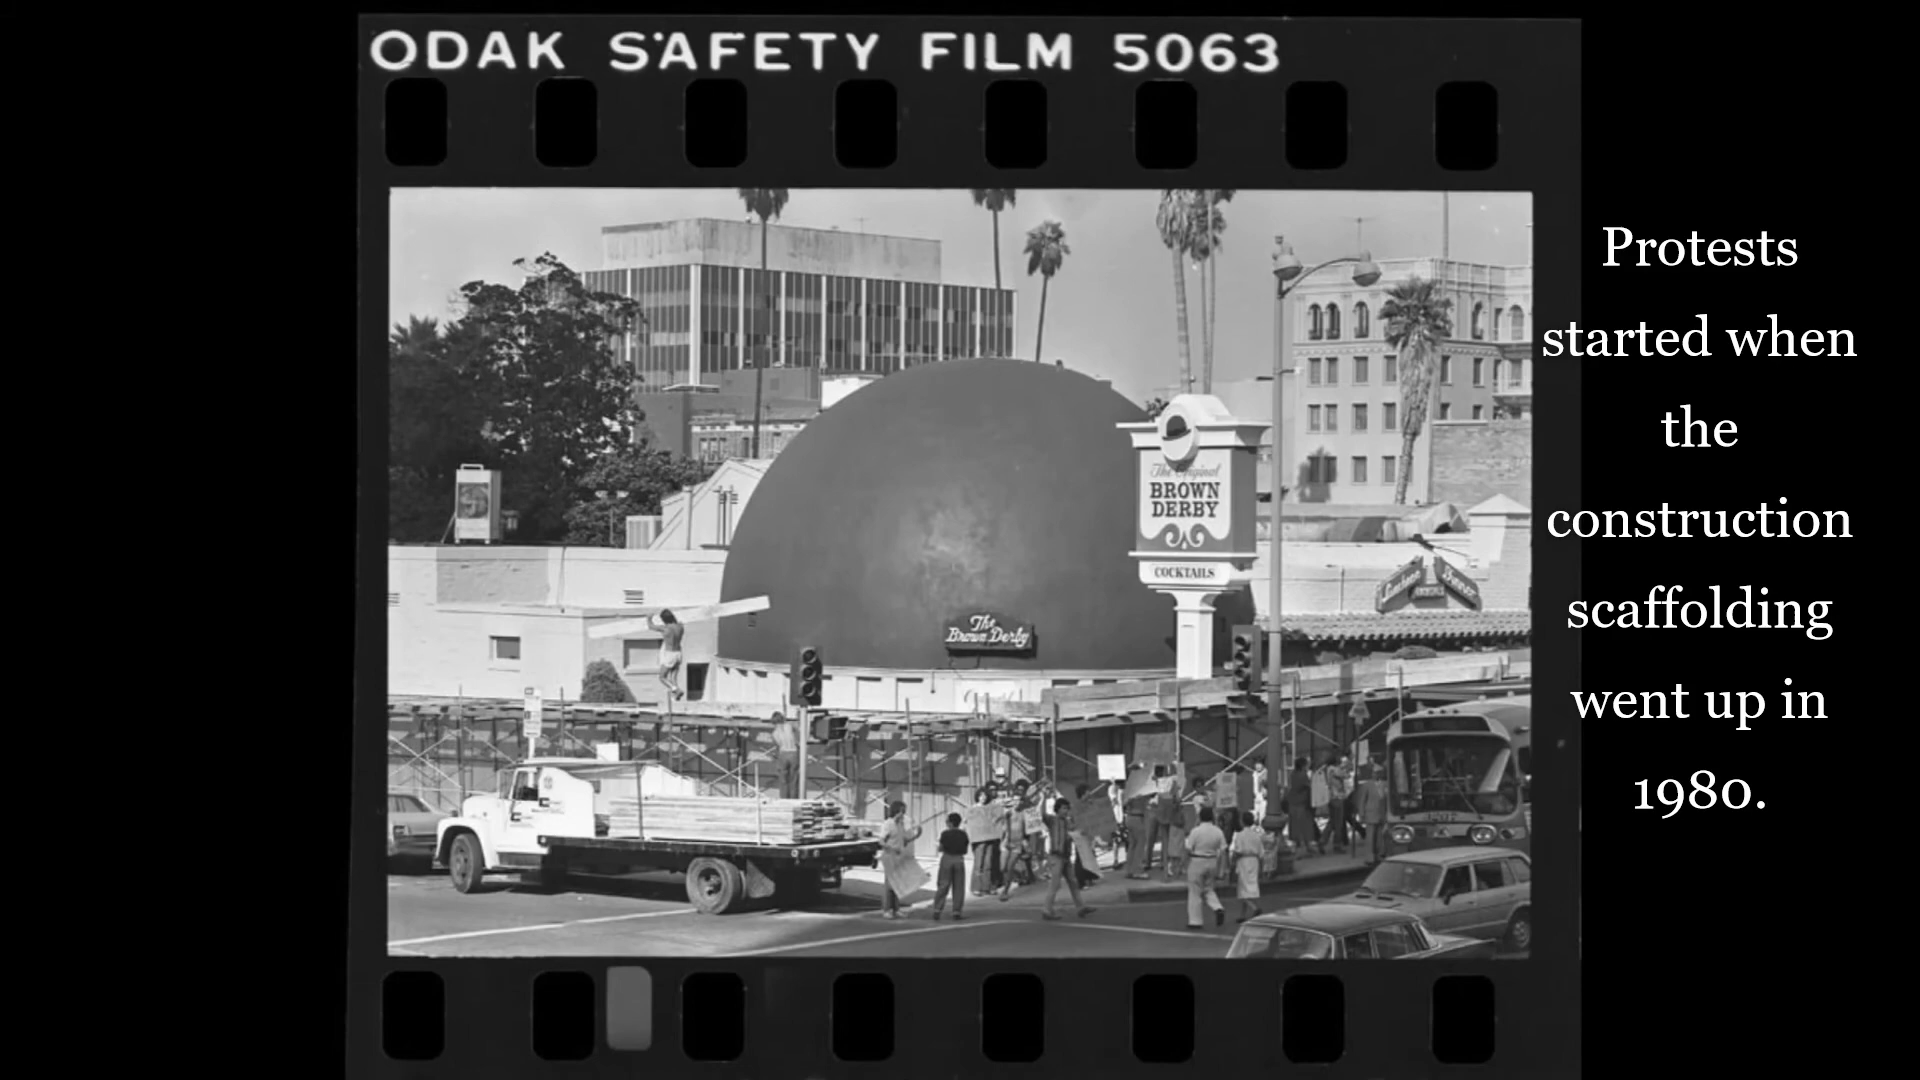 ODAK SAFETY FILM 5063
The Original
BROWN
DERBY
COCKTAILS
The
Brown Derby
Protests
started when
the
construction
scaffolding
went up in
1980.